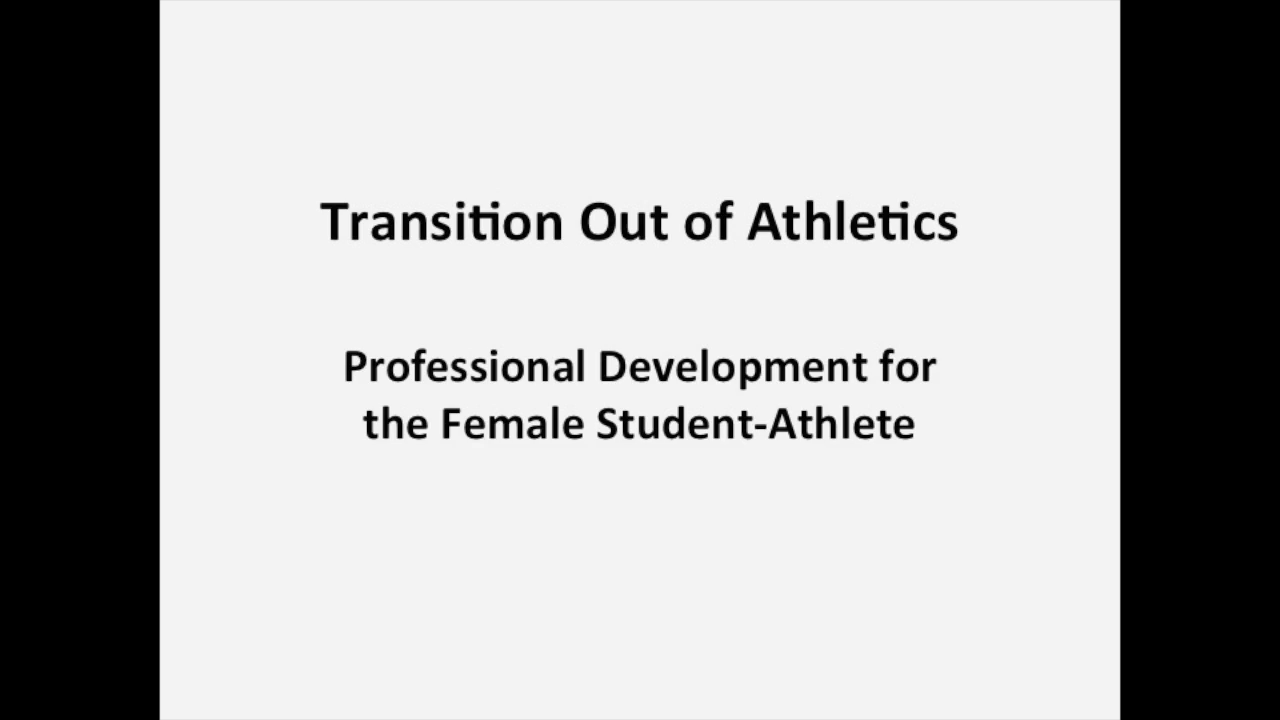 Transition Out of Athletics
Professional Development for
the Female Student-Athlete